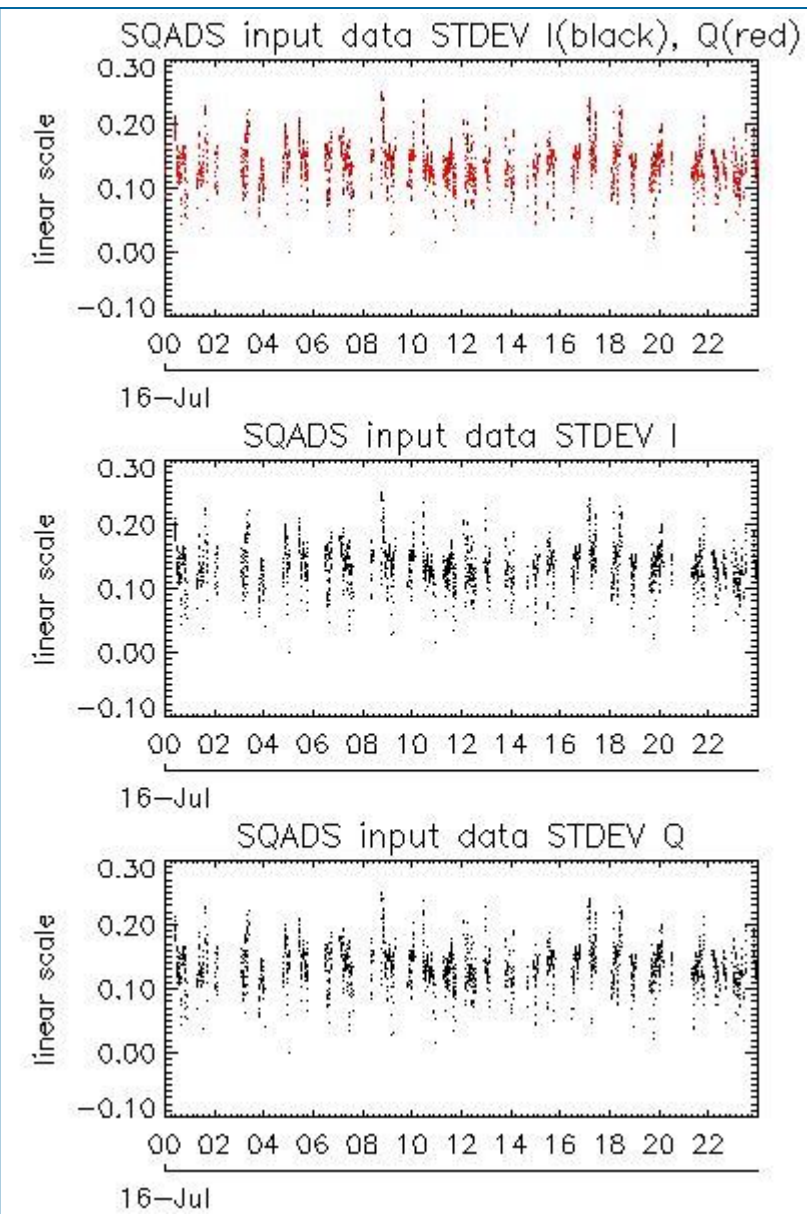 SQADS input data STDEV I(black), Q(red)
0.30
0.20
0.10
0.00
-0.10
linear scale
00 02 04 06 08 10 12 14 16 18 20 22
16-Jul
SQADS input data STDEV I
0.30
0.20
0.10
0.00
-0.10
linear scale
00 02 04 06 08 10 12 14 16 18 20 22
16-Jul
SQADS input data STDEV Q
0.30
0.20
0.10
0.00
-0.10
linear scale
00 02 04 06 08 10 12 14 16 18 20 22
16-Jul